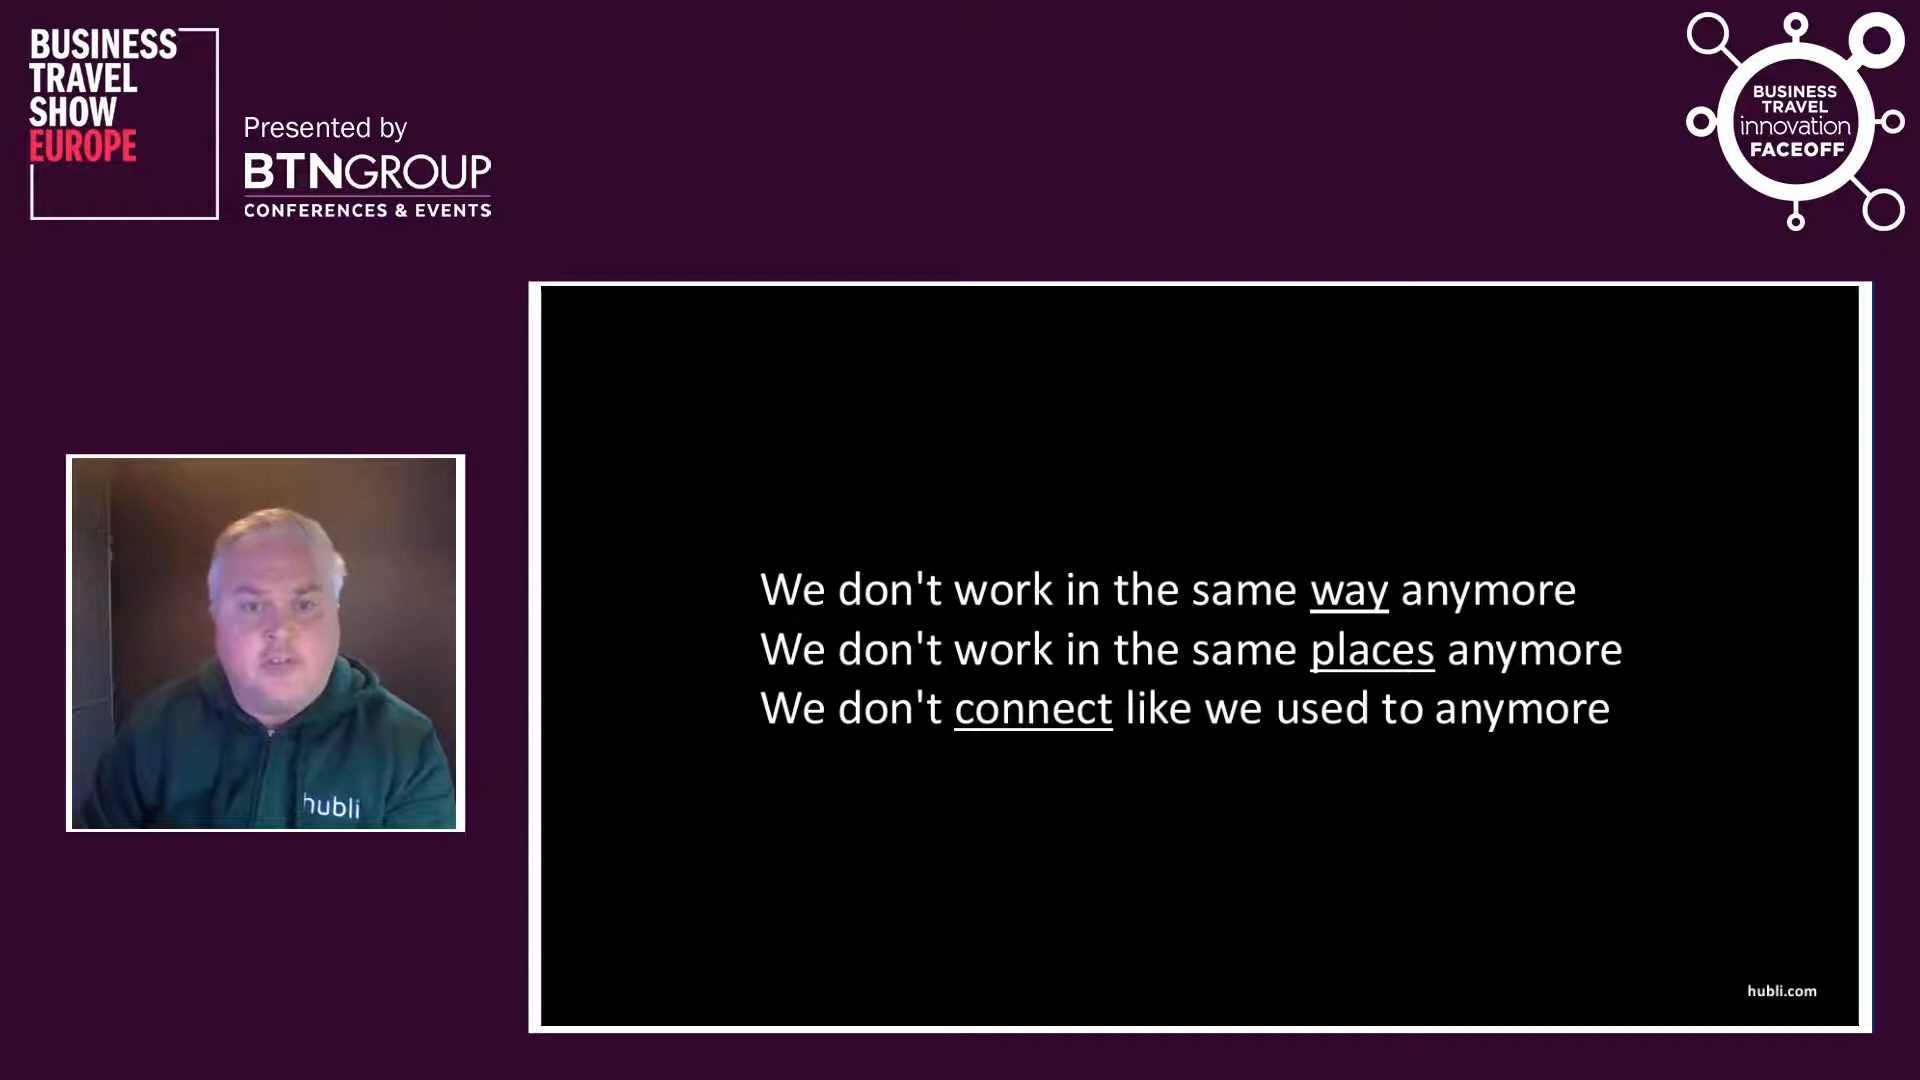 BUSINESS
TRAVEL
SHOW
EUROPE
Presented by
BTNGROUP
CONFERENCES & EVENTS
BUSINESS
TRAVEL
innovation
FACEOFF
We don't work in the same way anymore
We don't work in the same places anymore
We don't connect like we used to anymore
hubli
hubli.com